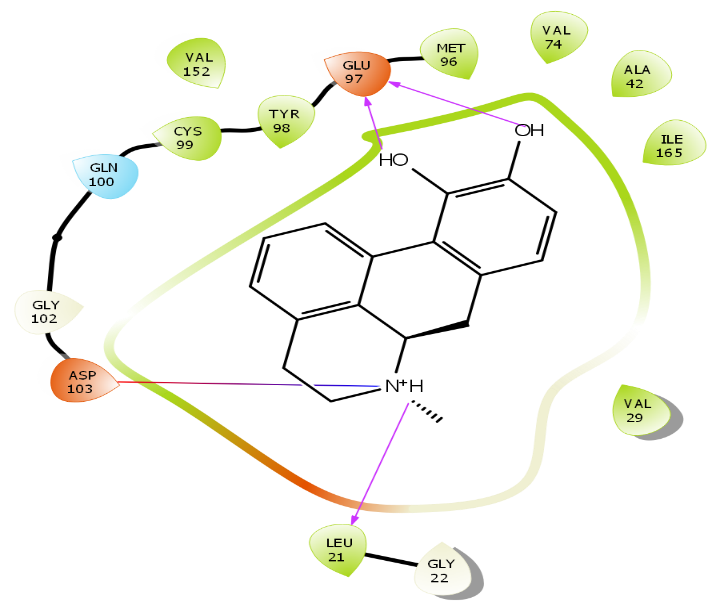 VAL
74
MET
96
VAL
152
GLU
97
ALA
42
TYR
98
CYS
99
OH
ILE
165
HO
GLN
100
GLY
102
ASP
103
N+H
VAL
29
LEU
21
GLY
22